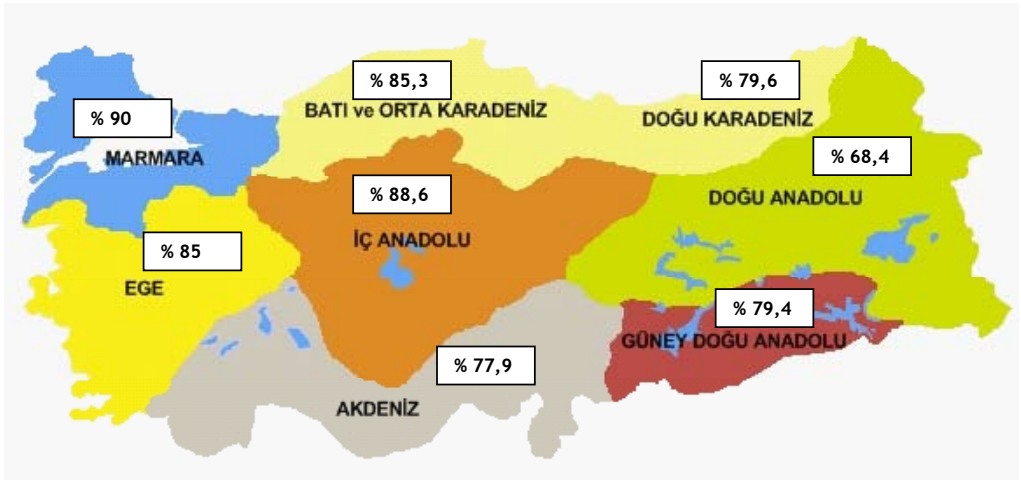 % 85,3
BATI ve ORTA KARADENİZ
% 79,6
DOĞU KARADENİZ
% 90
MARMARA
% 68,4
DOĞU ANADOLU
% 88,6
İÇ ANADOLU
% 85
EGE
% 79,4
GÜNEY DOĞU ANADOLU
% 77,9
AKDENİZ